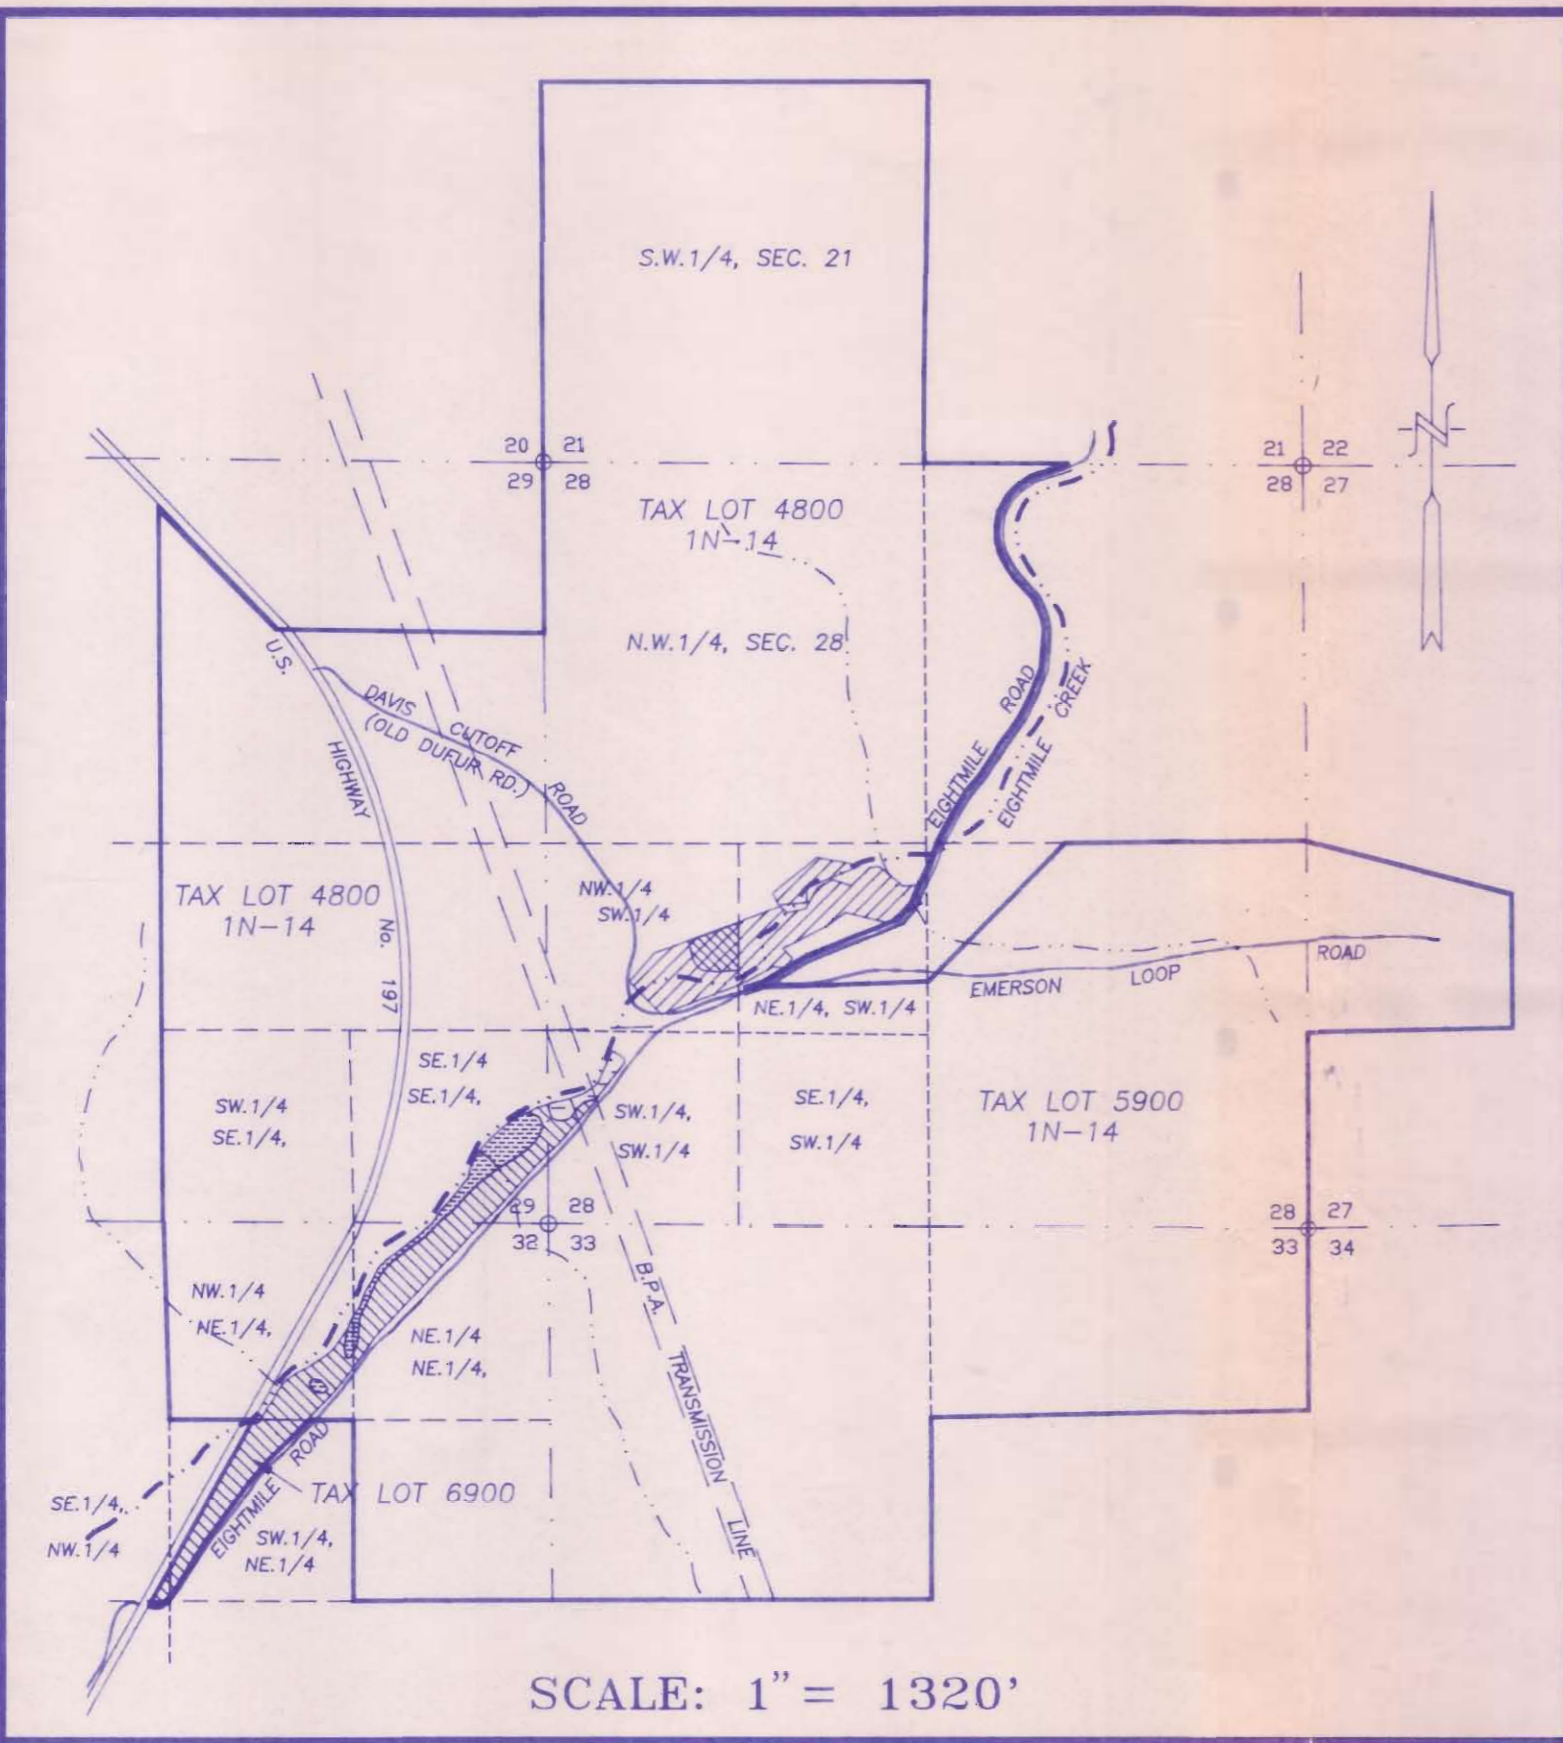 S.W.1/4, SEC. 21
20 21
29 28
21 22
28 27
N
TAX LOT 4800
1N-14
N.W.1/4, SEC. 28
U.S.
HIGHWAY
No. 197
DAVIS CUTOFF ROAD
(OLD DUFUR RD.)
EIGHTMILE ROAD
EIGHTMILE CREEK
TAX LOT 4800
1N-14
NW.1/4
SW.1/4
NE.1/4, SW.1/4
EMERSON LOOP ROAD
SE.1/4
SE.1/4,
SW.1/4
SE.1/4,
SW.1/4,
SW.1/4
SE.1/4,
SW.1/4
TAX LOT 5900
1N-14
29 28
32 33
28 27
33 34
NW.1/4
NE.1/4,
NE.1/4
NE.1/4,
B.P.A. TRANSMISSION LINE
SE.1/4,
NW.1/4
EIGHTMILE ROAD
TAX LOT 6900
SW.1/4,
NE.1/4
SCALE: 1" = 1320'